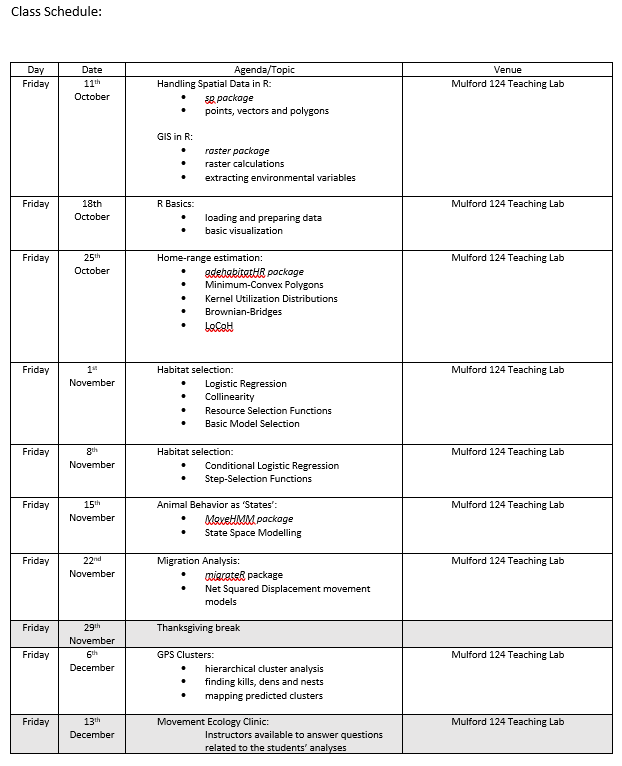 Class Schedule:
Day Date Agenda/Topic Venue
Friday 11th Handling Spatial Data in R: Mulford 124 Teaching Lab
October • sp package
• points, vectors and polygons
GIS in R:
• raster package
• raster calculations
• extracting environmental variables
Friday 18th R Basics: Mulford 124 Teaching Lab
October
• loading and preparing data
• basic visualization
Friday 25th Home-range estimation: Mulford 124 Teaching Lab
October • adehabitatHR package
• Minimum-Convex Polygons
• Kernel Utilization Distributions
• Brownian-Bridges
• LoCoH
Friday 1st Habitat selection: Mulford 124 Teaching Lab
November • Logistic Regression
• Collinearity
• Resource Selection Functions
• Basic Model Selection
Friday 8th Habitat selection: Mulford 124 Teaching Lab
November • Conditional Logistic Regression
• Step-Selection Functions
Friday 15th Animal Behavior as ‘States’: Mulford 124 Teaching Lab
November • MoveHMM package
• State Space Modelling
Friday 22nd Migration Analysis: Mulford 124 Teaching Lab
November • migrateR package
• Net Squared Displacement movement
models
Friday 29th Thanksgiving break
November
Friday 6th GPS Clusters: Mulford 124 Teaching Lab
December • hierarchical cluster analysis
• finding kills, dens and nests
• mapping predicted clusters
Friday 13th Movement Ecology Clinic: Mulford 124 Teaching Lab
December Instructors available to answer questions
related to the students’ analyses